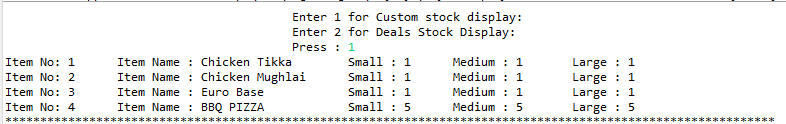 Enter 1 for Custom stock display:
Enter 2 for Deals Stock Display:
Press : 1
Item No: 1 Item Name : Chicken Tikka Small : 1 Medium : 1 Large : 1
Item No: 2 Item Name : Chicken Mughlai Small : 1 Medium : 1 Large : 1
Item No: 3 Item Name : Euro Base Small : 1 Medium : 1 Large : 1
Item No: 4 Item Name : BBQ PIZZA Small : 5 Medium : 5 Large : 5
**************************************************************************************************************